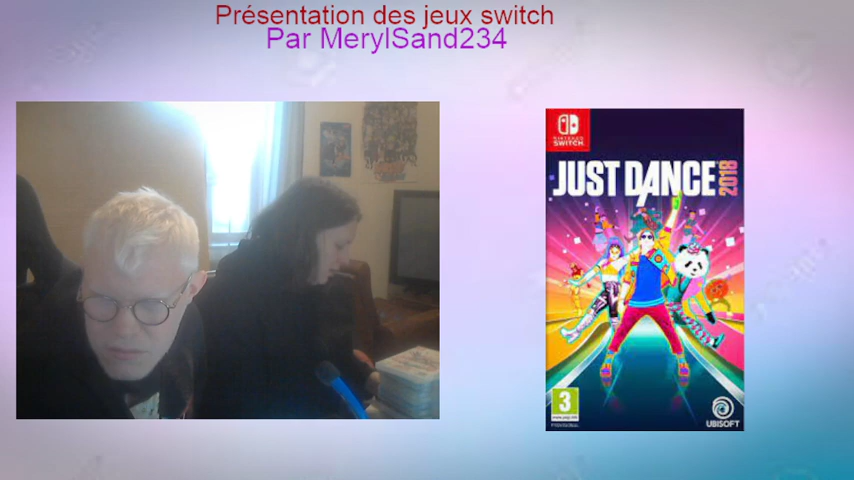 Présentation des jeux switch
Par MerylSand234
NINTENDO
SWITCH
JUST DANCE 2018
3
UBISOFT